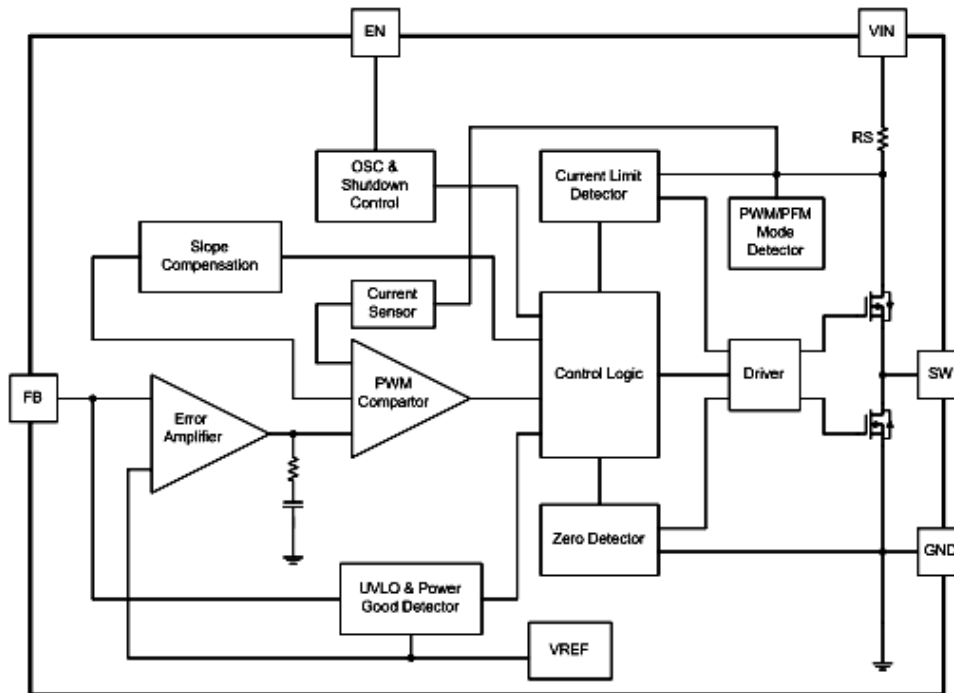 EN
VIN
RS
OSC &
Shutdown
Control
Current Limit
Detector
PWM/PFM
Mode
Detector
Slope
Compensation
Current
Sensor
PWM
Compartor
Control Logic
Driver
SW
FB
Error
Amplifier
Zero Detector
GND
UVLO & Power
Good Detector
VREF